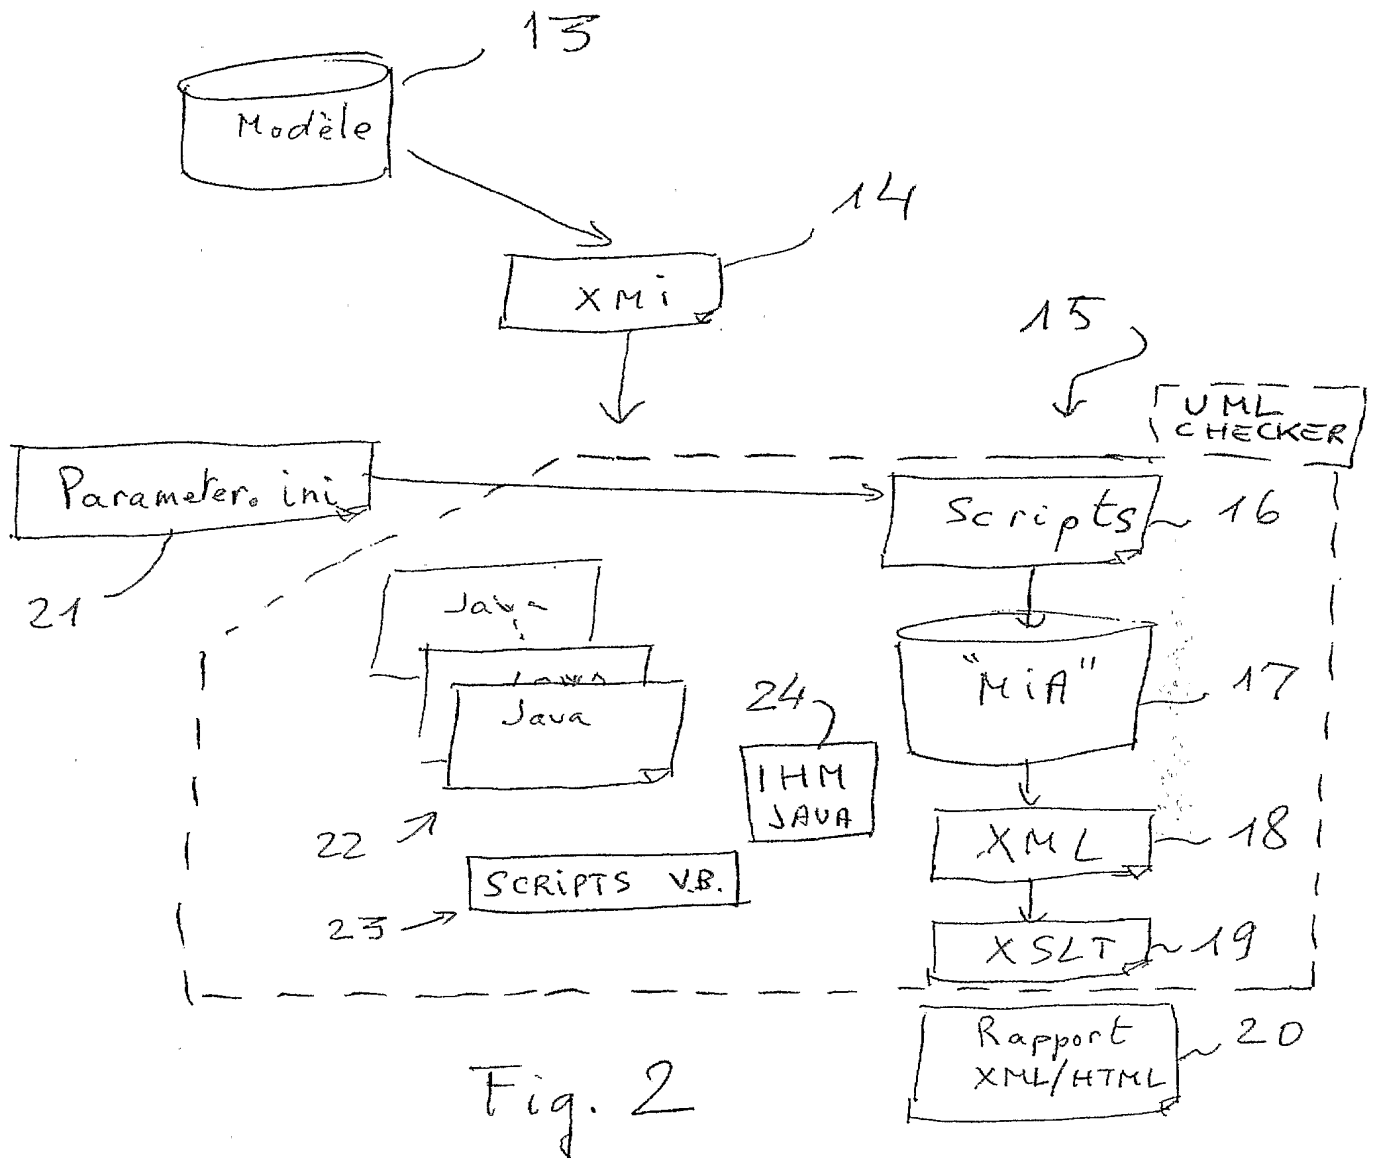 13
Modèle
14
XMi
15
UML
CHECKER
Parameter.ini
Scripts
16
21
Java
Java
Java
"MiA"
17
24
IHM
JAVA
22
XML
18
SCRIPTS V.B.
23
XSLT
19
Rapport
XML/HTML
20
Fig. 2